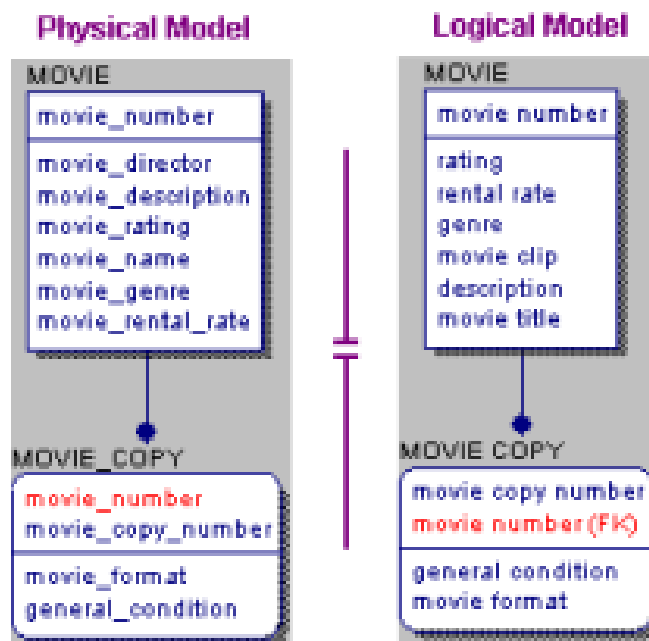 Physical Model
MOVIE
movie_number
movie_director
movie_description
movie_rating
movie_name
movie_genre
movie_rental_rate
MOVIE_COPY
movie_number
movie_copy_number
movie_format
general_condition
Logical Model
MOVIE
movie number
rating
rental rate
genre
movie clip
description
movie title
MOVIE COPY
movie copy number
movie number (FK)
general condition
movie format